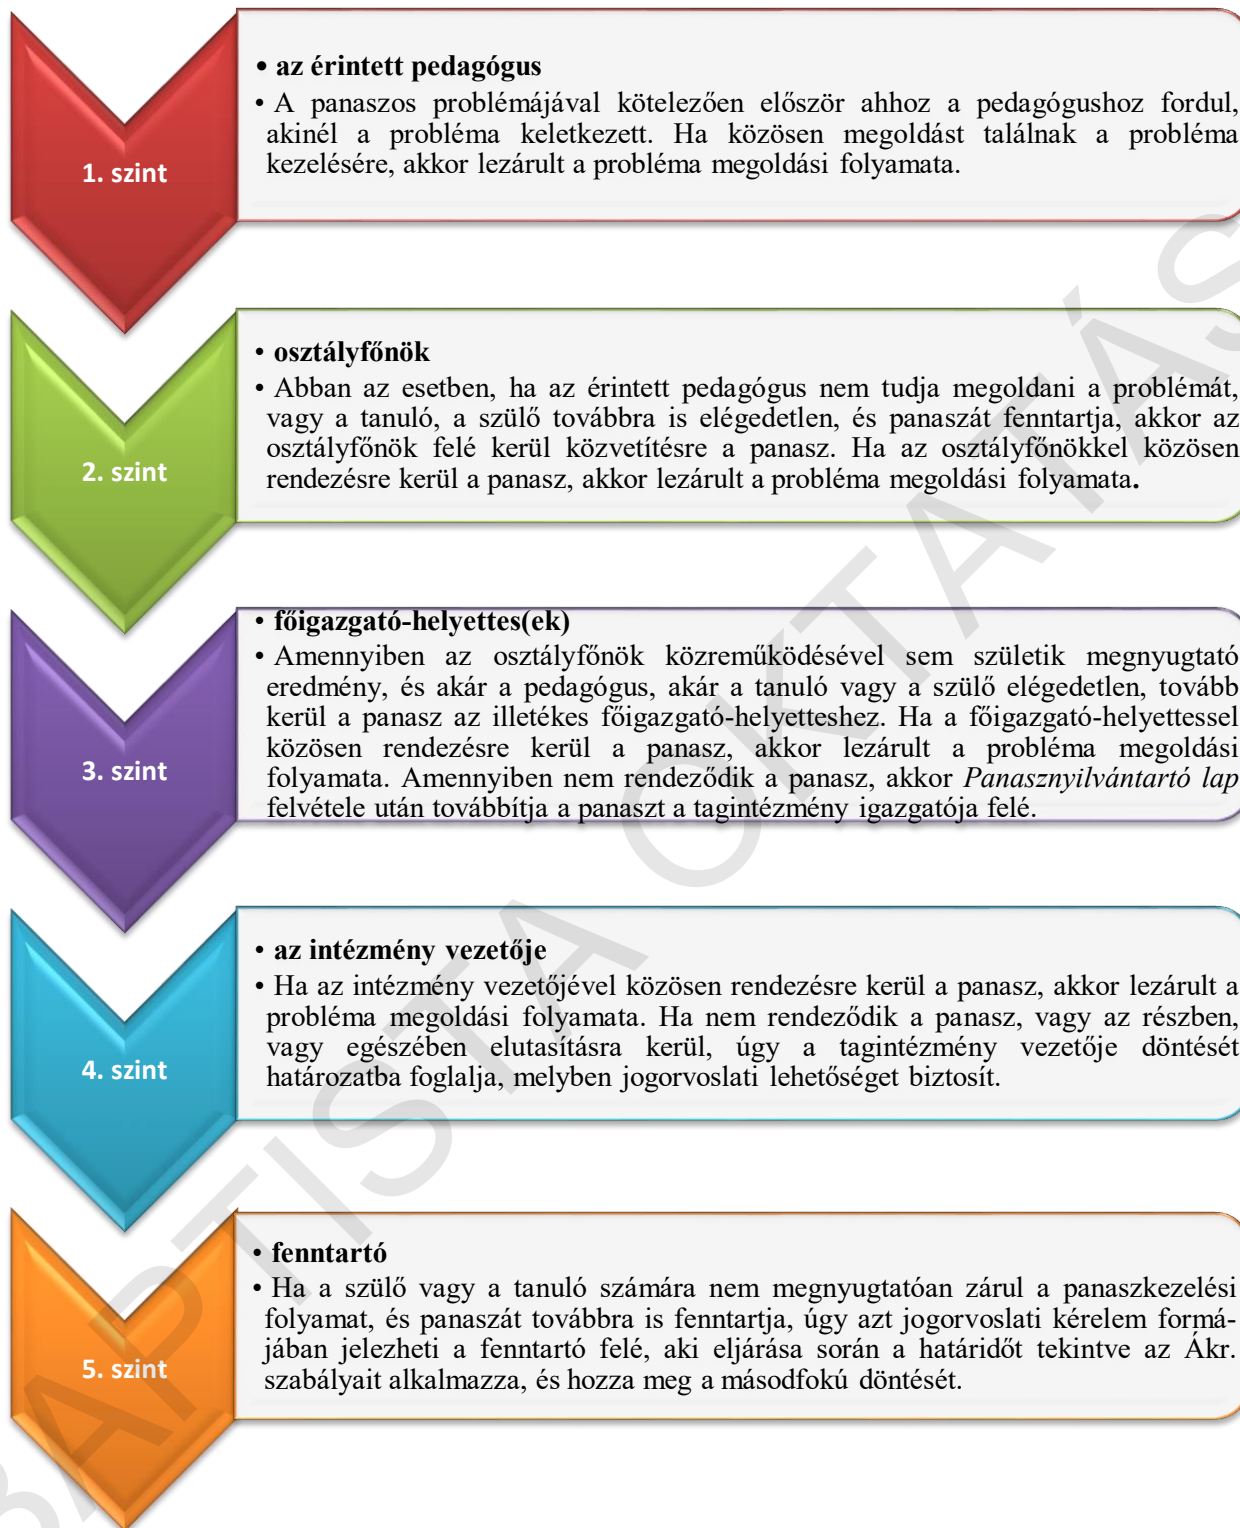 1. szint
• az érintett pedagógus
• A panaszos problémájával kötelezően először ahhoz a pedagógushoz fordul,
akinél a probléma keletkezett. Ha közösen megoldást találnak a probléma
kezelésére, akkor lezárult a probléma megoldási folyamata.
2. szint
• osztályfőnök
• Abban az esetben, ha az érintett pedagógus nem tudja megoldani a problémát,
vagy a tanuló, a szülő továbbra is elégedetlen, és panaszát fenntartja, akkor az
osztályfőnök felé kerül közvetítésre a panasz. Ha az osztályfőnökkel közösen
rendezésre kerül a panasz, akkor lezárult a probléma megoldási folyamata.
3. szint
• főigazgató-helyettes(ek)
• Amennyiben az osztályfőnök közreműködésével sem születik megnyugtató
eredmény, és akár a pedagógus, akár a tanuló vagy a szülő elégedetlen, tovább
kerül a panasz az illetékes főigazgató-helyetteshez. Ha a főigazgató-helyettessel
közösen rendezésre kerül a panasz, akkor lezárult a probléma megoldási
folyamata. Amennyiben nem rendeződik a panasz, akkor Panasznyilvántartó lap
felvétele után továbbítja a panaszt a tagintézmény igazgatója felé.
4. szint
• az intézmény vezetője
• Ha az intézmény vezetőjével közösen rendezésre kerül a panasz, akkor lezárult a
probléma megoldási folyamata. Ha nem rendeződik a panasz, vagy az részben,
vagy egészében elutasításra kerül, úgy a tagintézmény vezetője döntését
határozatba foglalja, melyben jogorvoslati lehetőséget biztosít.
5. szint
• fenntartó
• Ha a szülő vagy a tanuló számára nem megnyugtatóan zárul a panaszkezelési
folyamat, és panaszát továbbra is fenntartja, úgy azt jogorvoslati kérelem formá-
jában jelezheti a fenntartó felé, aki eljárása során a határidőt tekintve az Ákr.
szabályait alkalmazza, és hozza meg a másodfokú döntését.
BAPTISTA OKTATÁS